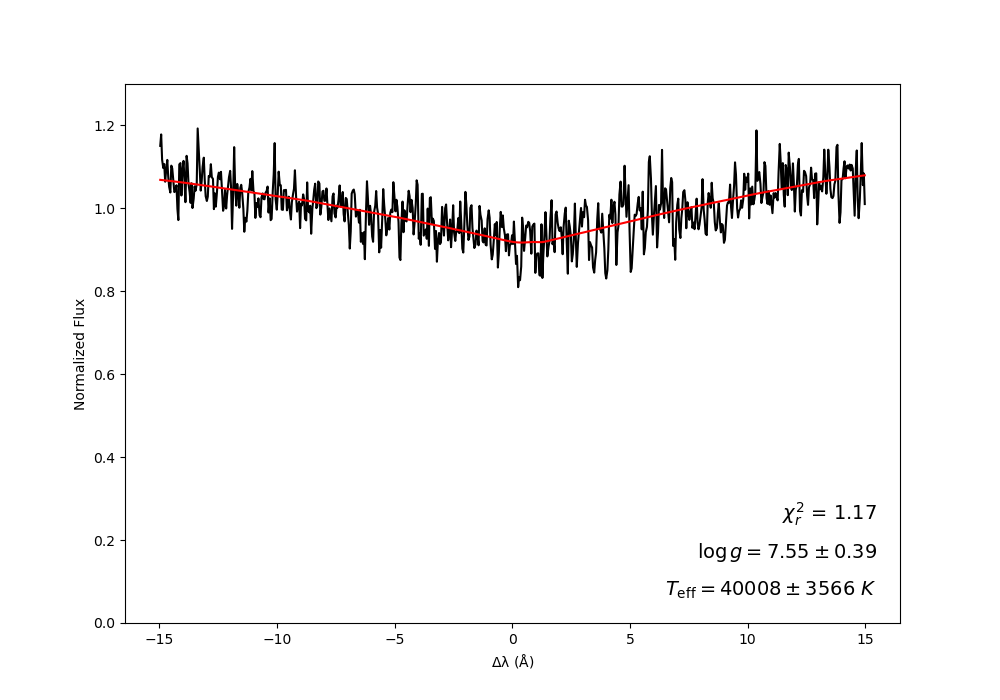 1.2
1.0
0.8
0.6
0.4
0.2
0.0
Normalized Flux
χ²ᵣ = 1.17
log g = 7.55 ± 0.39
T_eff = 40008 ± 3566 K
−15 −10 −5 0 5 10 15
Δλ (Å)